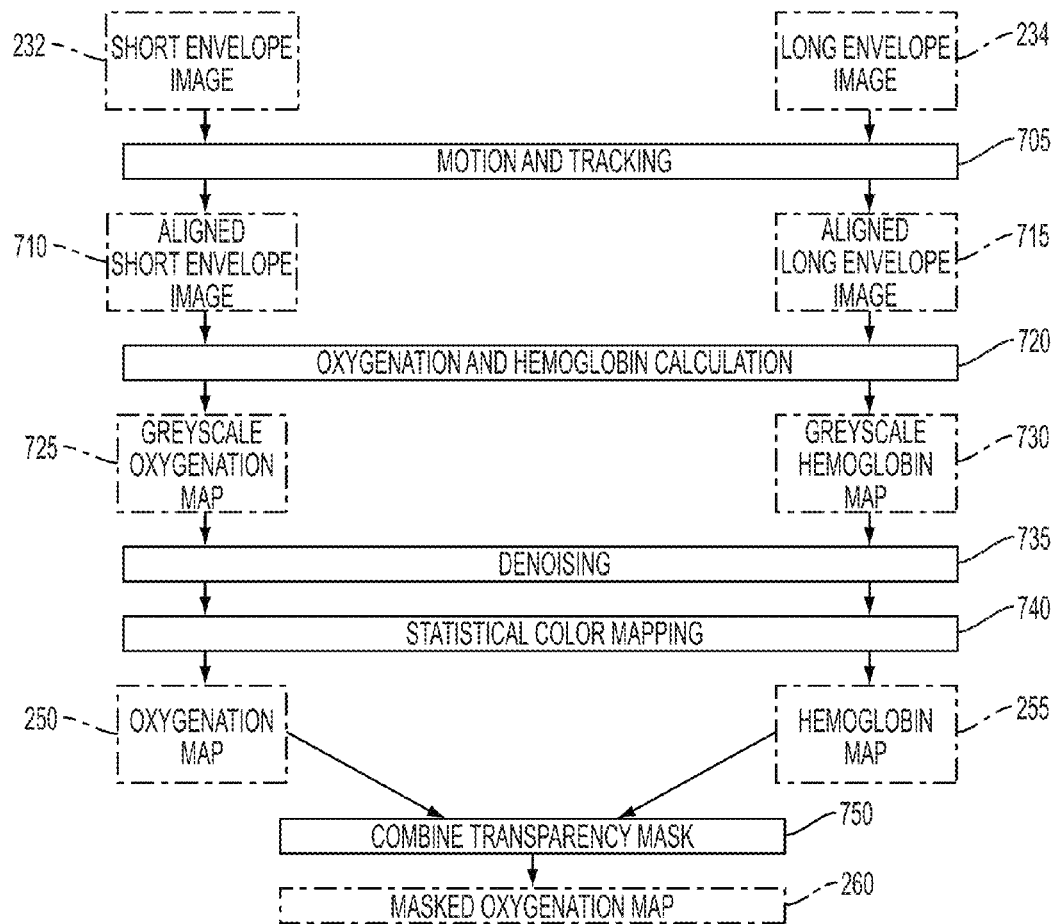 232
SHORT ENVELOPE
IMAGE
LONG ENVELOPE
IMAGE
234
MOTION AND TRACKING
705
710
ALIGNED
SHORT ENVELOPE
IMAGE
ALIGNED
LONG ENVELOPE
IMAGE
715
OXYGENATION AND HEMOGLOBIN CALCULATION
720
725
GREYSCALE
OXYGENATION
MAP
GREYSCALE
HEMOGLOBIN
MAP
730
DENOISING
735
STATISTICAL COLOR MAPPING
740
250
OXYGENATION
MAP
HEMOGLOBIN
MAP
255
COMBINE TRANSPARENCY MASK
750
MASKED OXYGENATION MAP
260